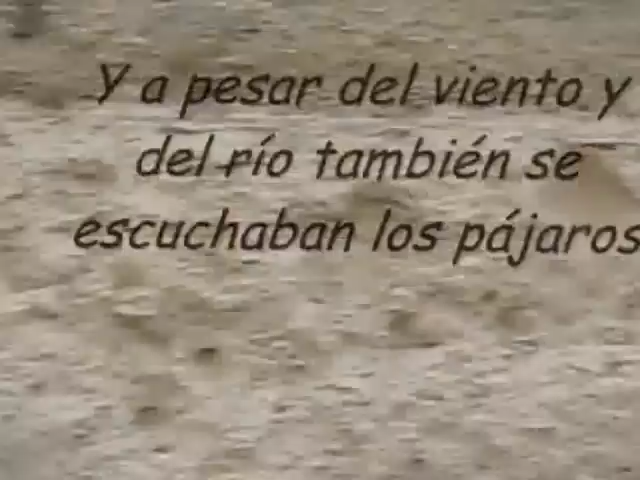 Y a pesar del viento y
del río también se
escuchaban los pájaros